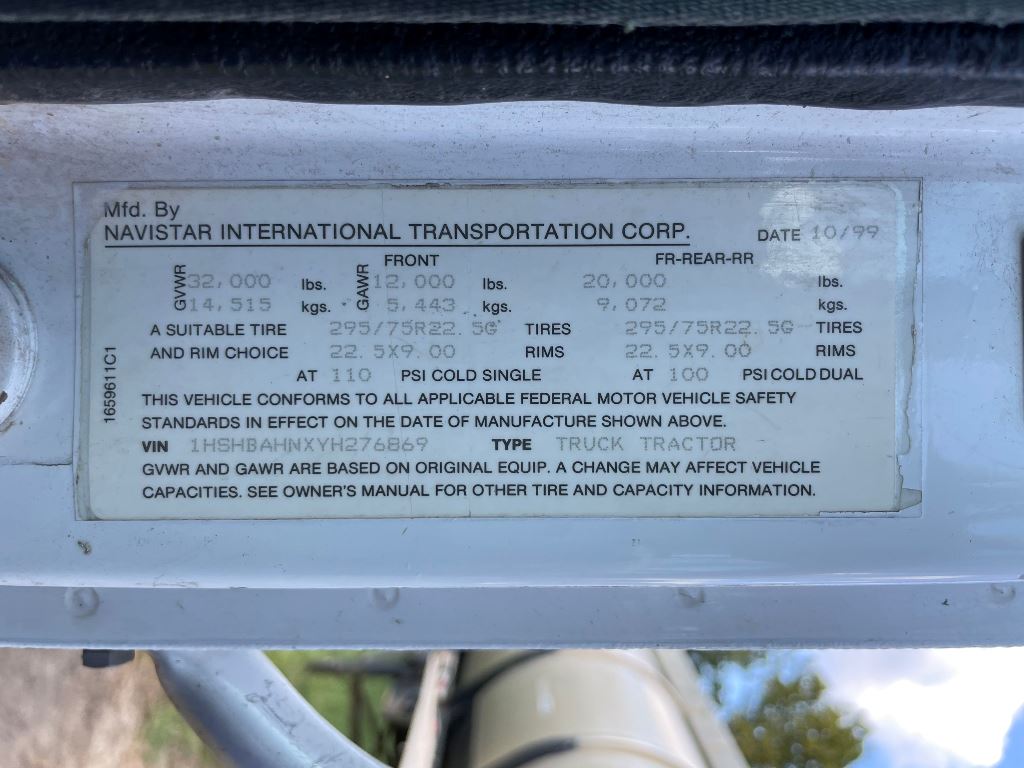 Mfd. By
NAVISTAR INTERNATIONAL TRANSPORTATION CORP. DATE 10/99
FRONT FR-REAR-RR
GVWR 32,000 lbs. GAWR 12,000 lbs. 20,000 lbs.
14,515 kgs. 5,443 kgs. 9,072 kgs.
A SUITABLE TIRE 295/75R22.5G TIRES 295/75R22.5G TIRES
AND RIM CHOICE 22.5X9.00 RIMS 22.5X9.00 RIMS
AT 110 PSI COLD SINGLE AT 100 PSI COLD DUAL
THIS VEHICLE CONFORMS TO ALL APPLICABLE FEDERAL MOTOR VEHICLE SAFETY
STANDARDS IN EFFECT ON THE DATE OF MANUFACTURE SHOWN ABOVE.
VIN 1HSHBAHNXYH276869 TYPE TRUCK TRACTOR
GVWR AND GAWR ARE BASED ON ORIGINAL EQUIP. A CHANGE MAY AFFECT VEHICLE
CAPACITIES. SEE OWNER'S MANUAL FOR OTHER TIRE AND CAPACITY INFORMATION.
1659611C1